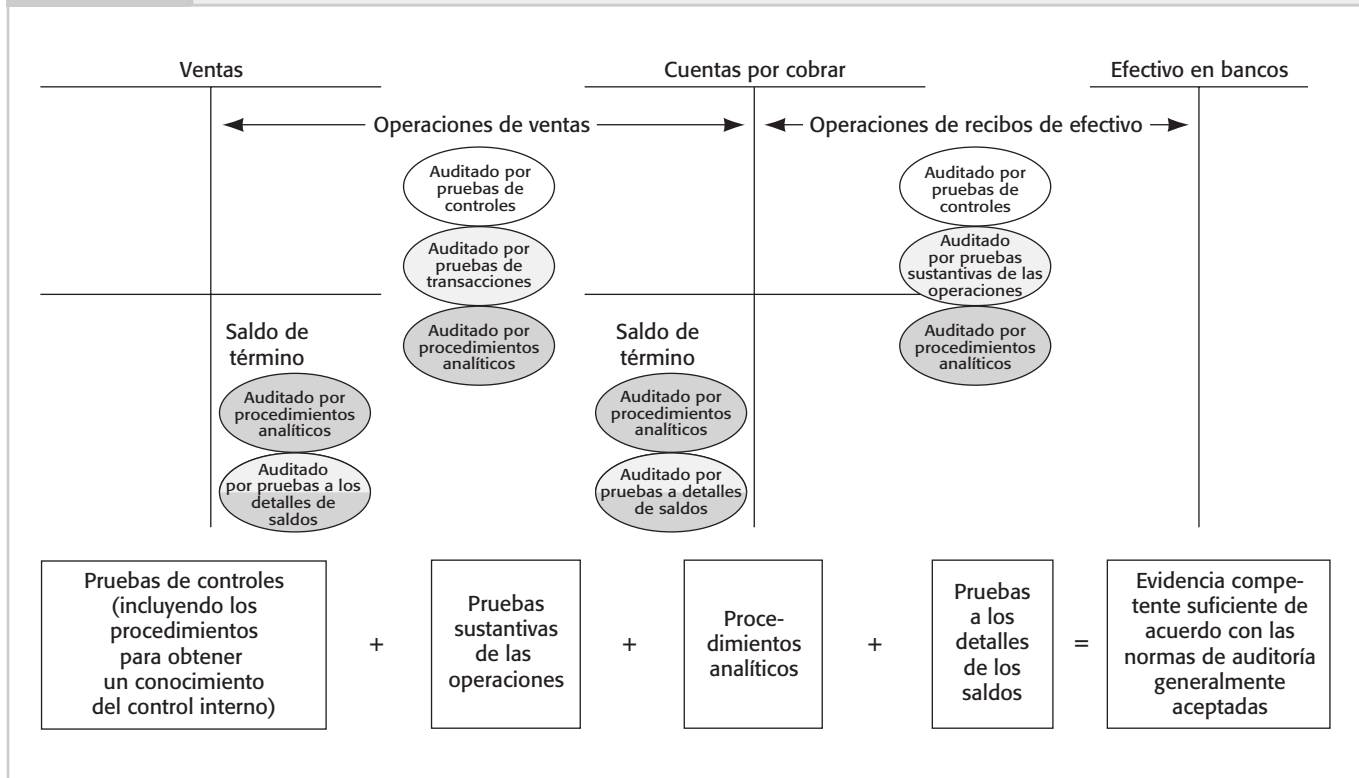 Ventas
Cuentas por cobrar
Efectivo en bancos
Operaciones de ventas
Operaciones de recibos de efectivo
Auditado por
pruebas de
controles
Auditado por
pruebas de
controles
Auditado por
pruebas de
transacciones
Auditado
por pruebas
sustantivas de las
operaciones
Auditado por
procedimientos
analíticos
Auditado por
procedimientos
analíticos
Saldo de
término
Saldo de
término
Auditado por
procedimientos
analíticos
Auditado por
procedimientos
analíticos
Auditado
por pruebas a los
detalles de
saldos
Auditado por
pruebas a detalles
de saldos
Pruebas de controles
(incluyendo los
procedimientos
para obtener
un conocimiento
del control interno)
+
Pruebas
sustantivas
de las
operaciones
+
Proce-
dimientos
analíticos
+
Pruebas
a los
detalles
de los
saldos
=
Evidencia compe-
tente suficiente de
acuerdo con las
normas de auditoría
generalmente
aceptadas